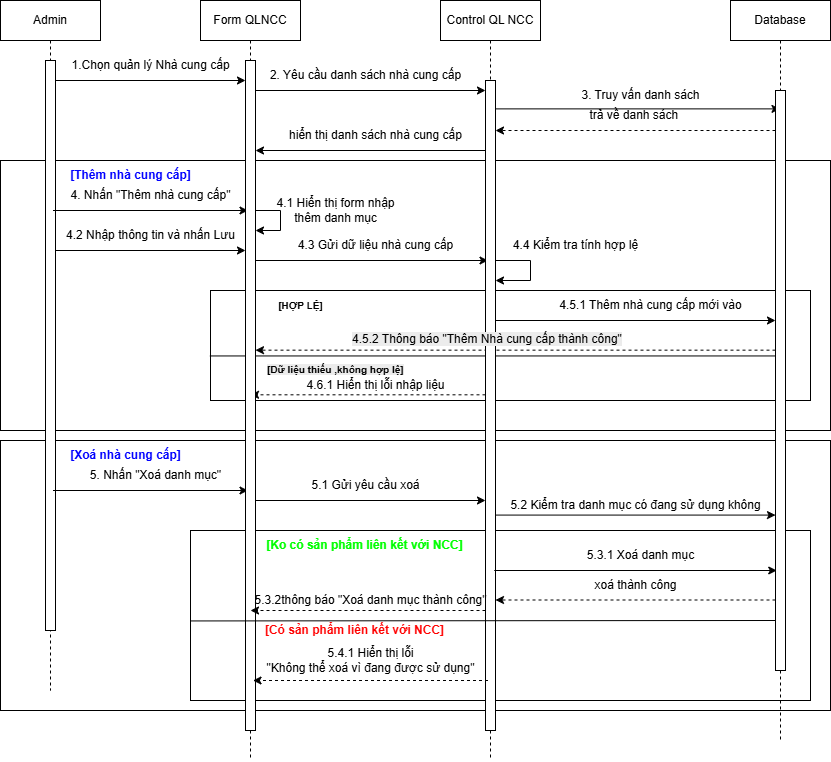 Admin
Form QLNCC
Control QL NCC
Database
1.Chọn quản lý Nhà cung cấp
2. Yêu cầu danh sách nhà cung cấp
3. Truy vấn danh sách
trả về danh sách
hiển thị danh sách nhà cung cấp
[Thêm nhà cung cấp]
4. Nhấn "Thêm nhà cung cấp"
4.1 Hiển thị form nhập
thêm danh mục
4.2 Nhập thông tin và nhấn Lưu
4.3 Gửi dữ liệu nhà cung cấp
4.4 Kiểm tra tính hợp lệ
[HỢP LỆ]
4.5.1 Thêm nhà cung cấp mới vào
4.5.2 Thông báo "Thêm Nhà cung cấp thành công"
[Dữ liệu thiếu ,không hợp lệ]
4.6.1 Hiển thị lỗi nhập liệu
[Xoá nhà cung cấp]
5. Nhấn "Xoá danh mục"
5.1 Gửi yêu cầu xoá
5.2 Kiểm tra danh mục có đang sử dụng không
[Ko có sản phẩm liên kết với NCC]
5.3.1 Xoá danh mục
xoá thành công
5.3.2thông báo "Xoá danh mục thành công"
[Có sản phẩm liên kết với NCC]
5.4.1 Hiển thị lỗi
"Không thể xoá vì đang được sử dụng"